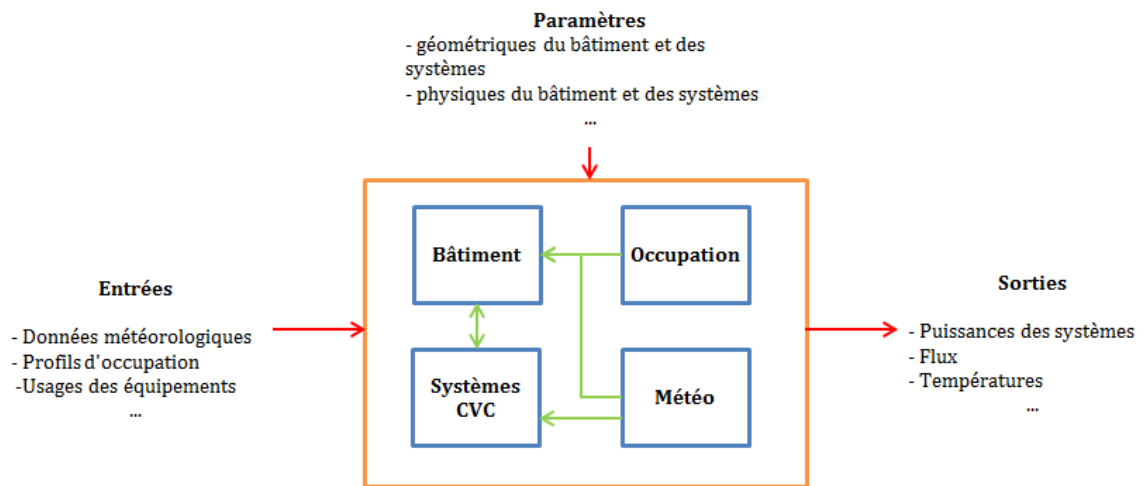 Paramètres
- géométriques du bâtiment et des
systèmes
- physiques du bâtiment et des systèmes
...
Bâtiment
Occupation
Entrées
- Données météorologiques
- Profils d'occupation
-Usages des équipements
...
Systèmes
CVC
Météo
Sorties
- Puissances des systèmes
- Flux
- Températures
...